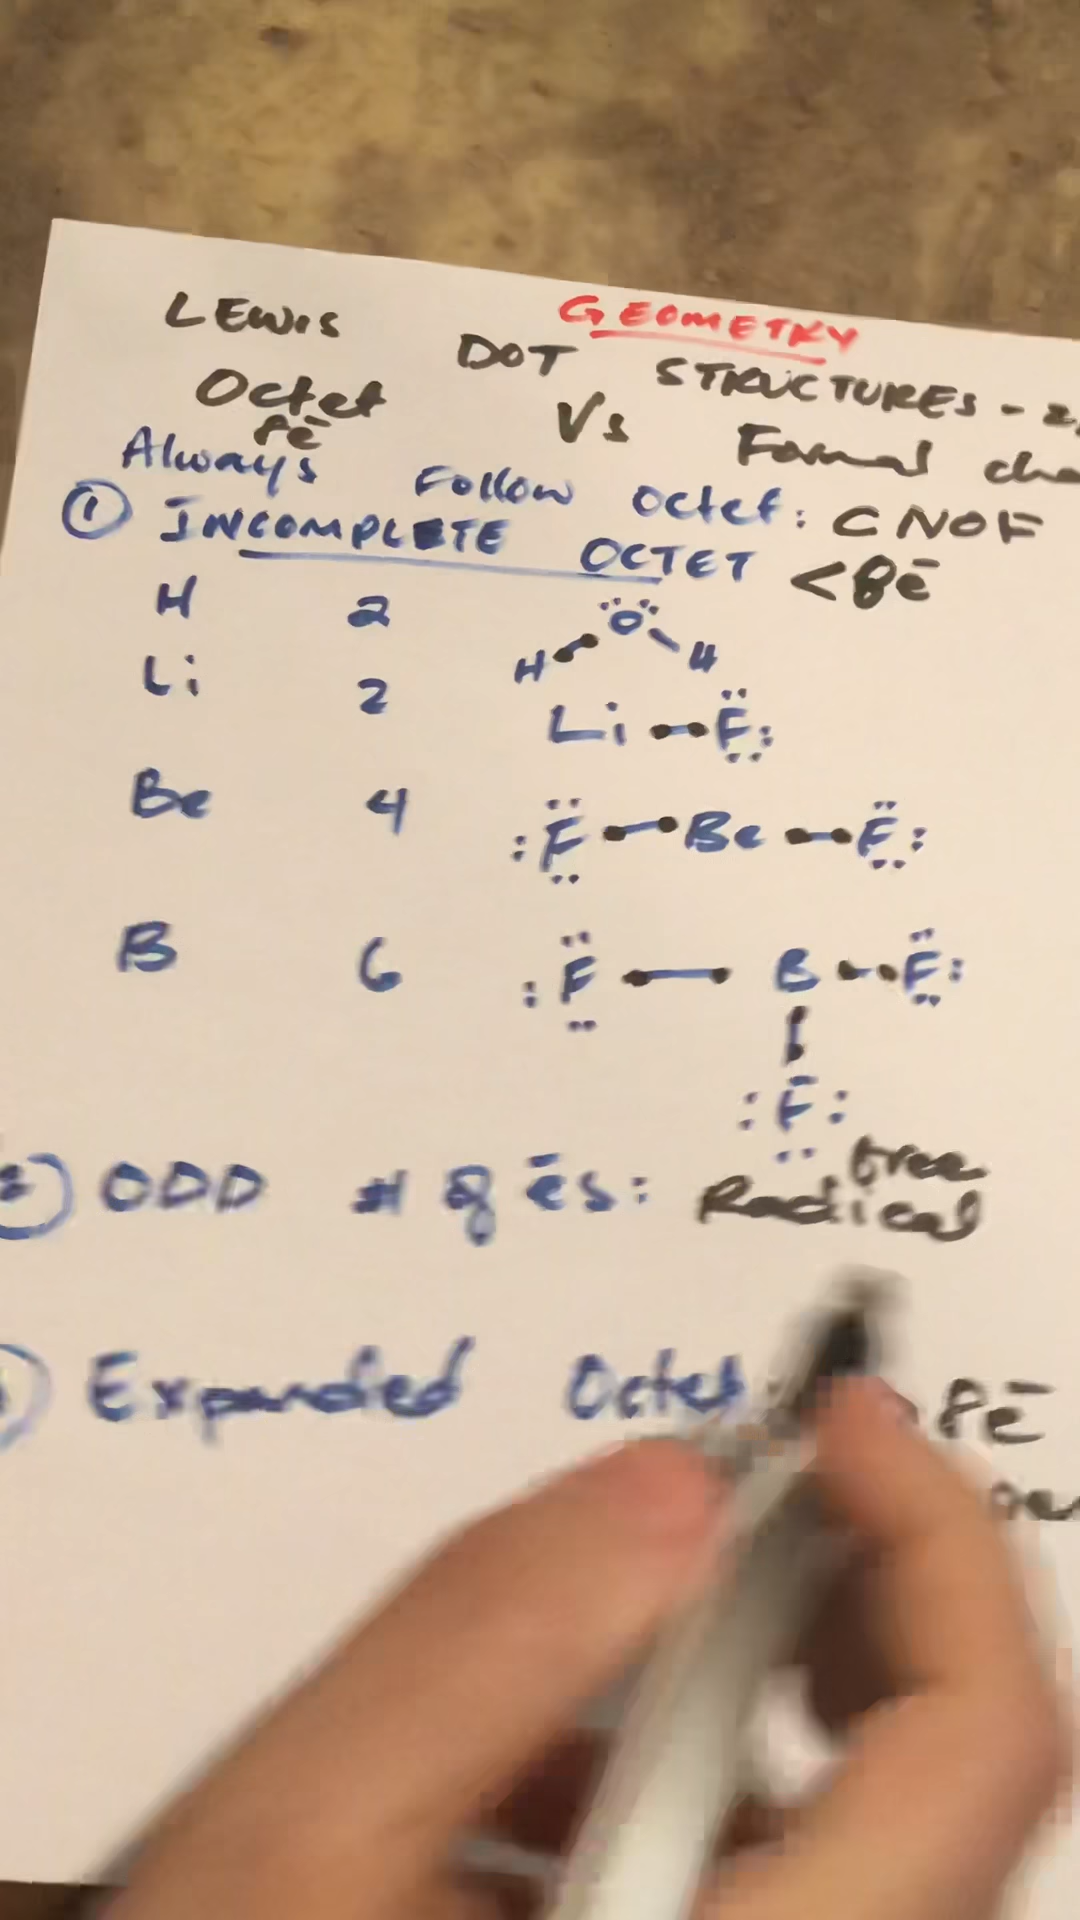 GEOMETRY
LEWIS DOT STRUCTURES -
Octet Vs Formal
8ē
Always Follow Octet: CNOF
① INCOMPLETE OCTET <8ē
H 2 H O H
Li 2 Li F
Be 4 F Be F
B 6 F B F
F
ODD # of ēs: free Radical
Expanded Octet 8ē